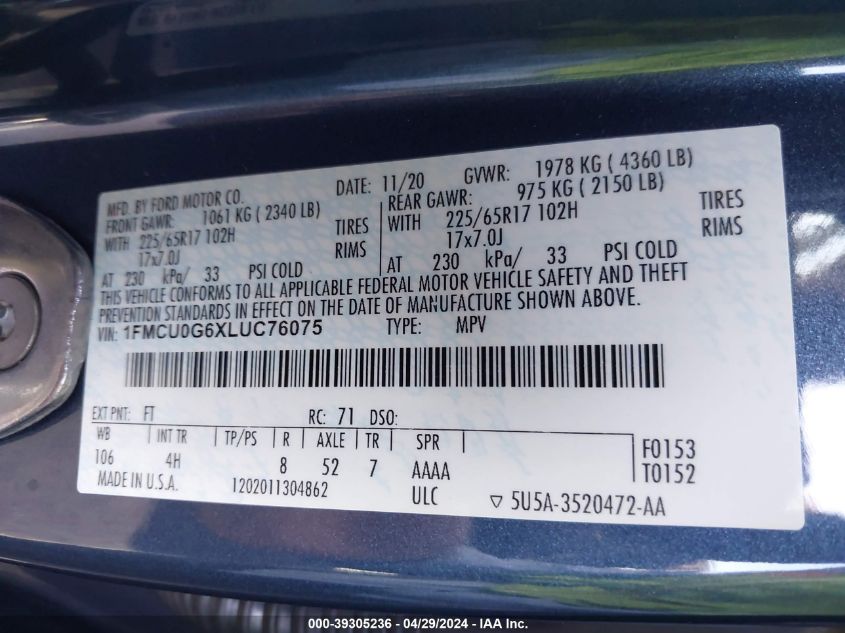 MFD. BY FORD MOTOR CO. DATE: 11/20 GVWR: 1978 KG ( 4360 LB)
FRONT GAWR: 1061 KG ( 2340 LB) REAR GAWR: 975 KG ( 2150 LB)
WITH 225/65R17 102H TIRES WITH 225/65R17 102H TIRES
17x7.0J RIMS 17x7.0J RIMS
AT 230 kPa/ 33 PSI COLD AT 230 kPa/ 33 PSI COLD
THIS VEHICLE CONFORMS TO ALL APPLICABLE FEDERAL MOTOR VEHICLE SAFETY AND THEFT
PREVENTION STANDARDS IN EFFECT ON THE DATE OF MANUFACTURE SHOWN ABOVE.
VIN: 1FMCU0G6XLUC76075 TYPE: MPV
EXT PNT: FT RC: 71 DSO:
WB INT TR TP/PS R AXLE TR SPR F0153
106 4H 8 52 7 AAAA T0152
MADE IN U.S.A. 1202011304862 ULC ▽ 5U5A-3520472-AA
000-39305236 - 04/29/2024 - IAA Inc.